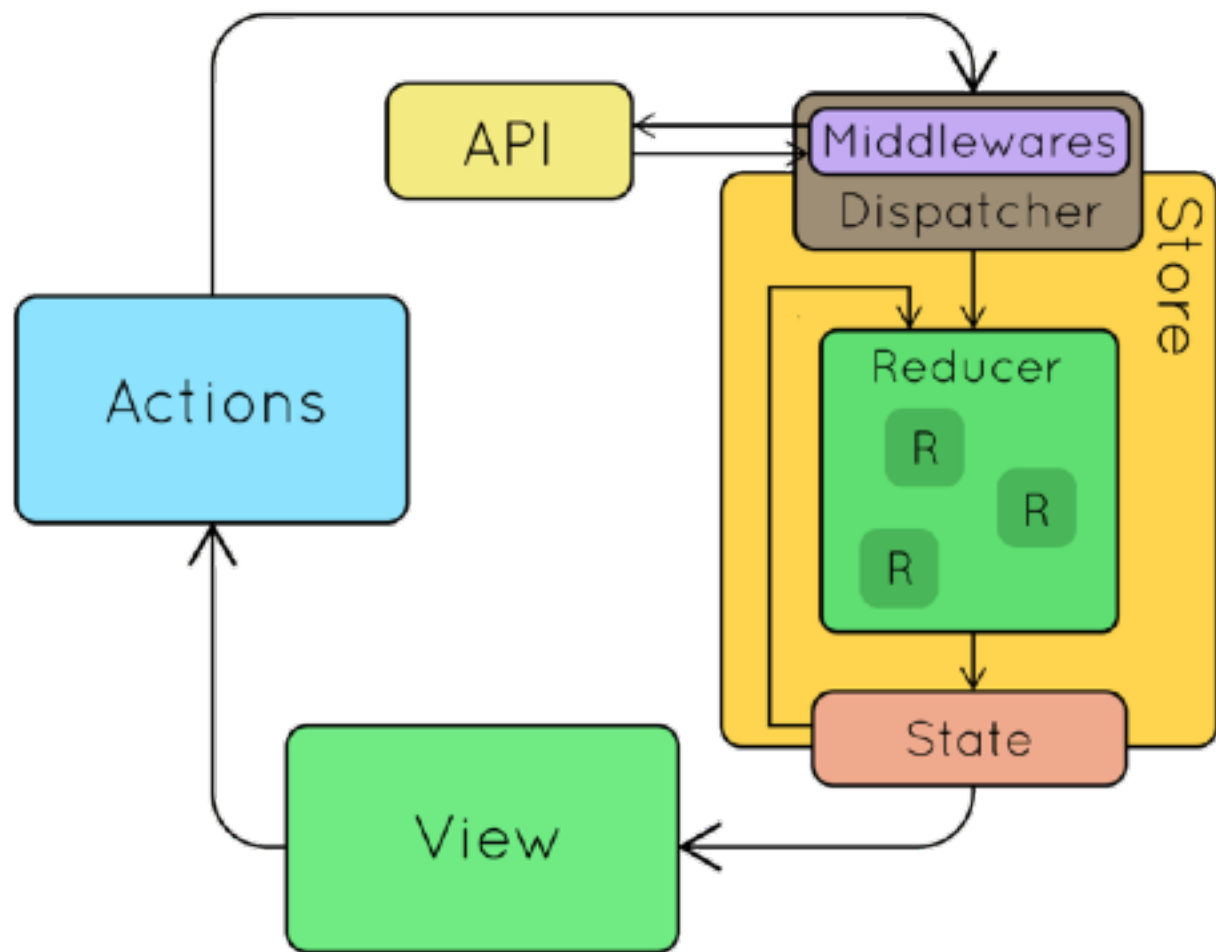 API
Middlewares
Dispatcher
Store
Actions
Reducer
R
R
R
State
View